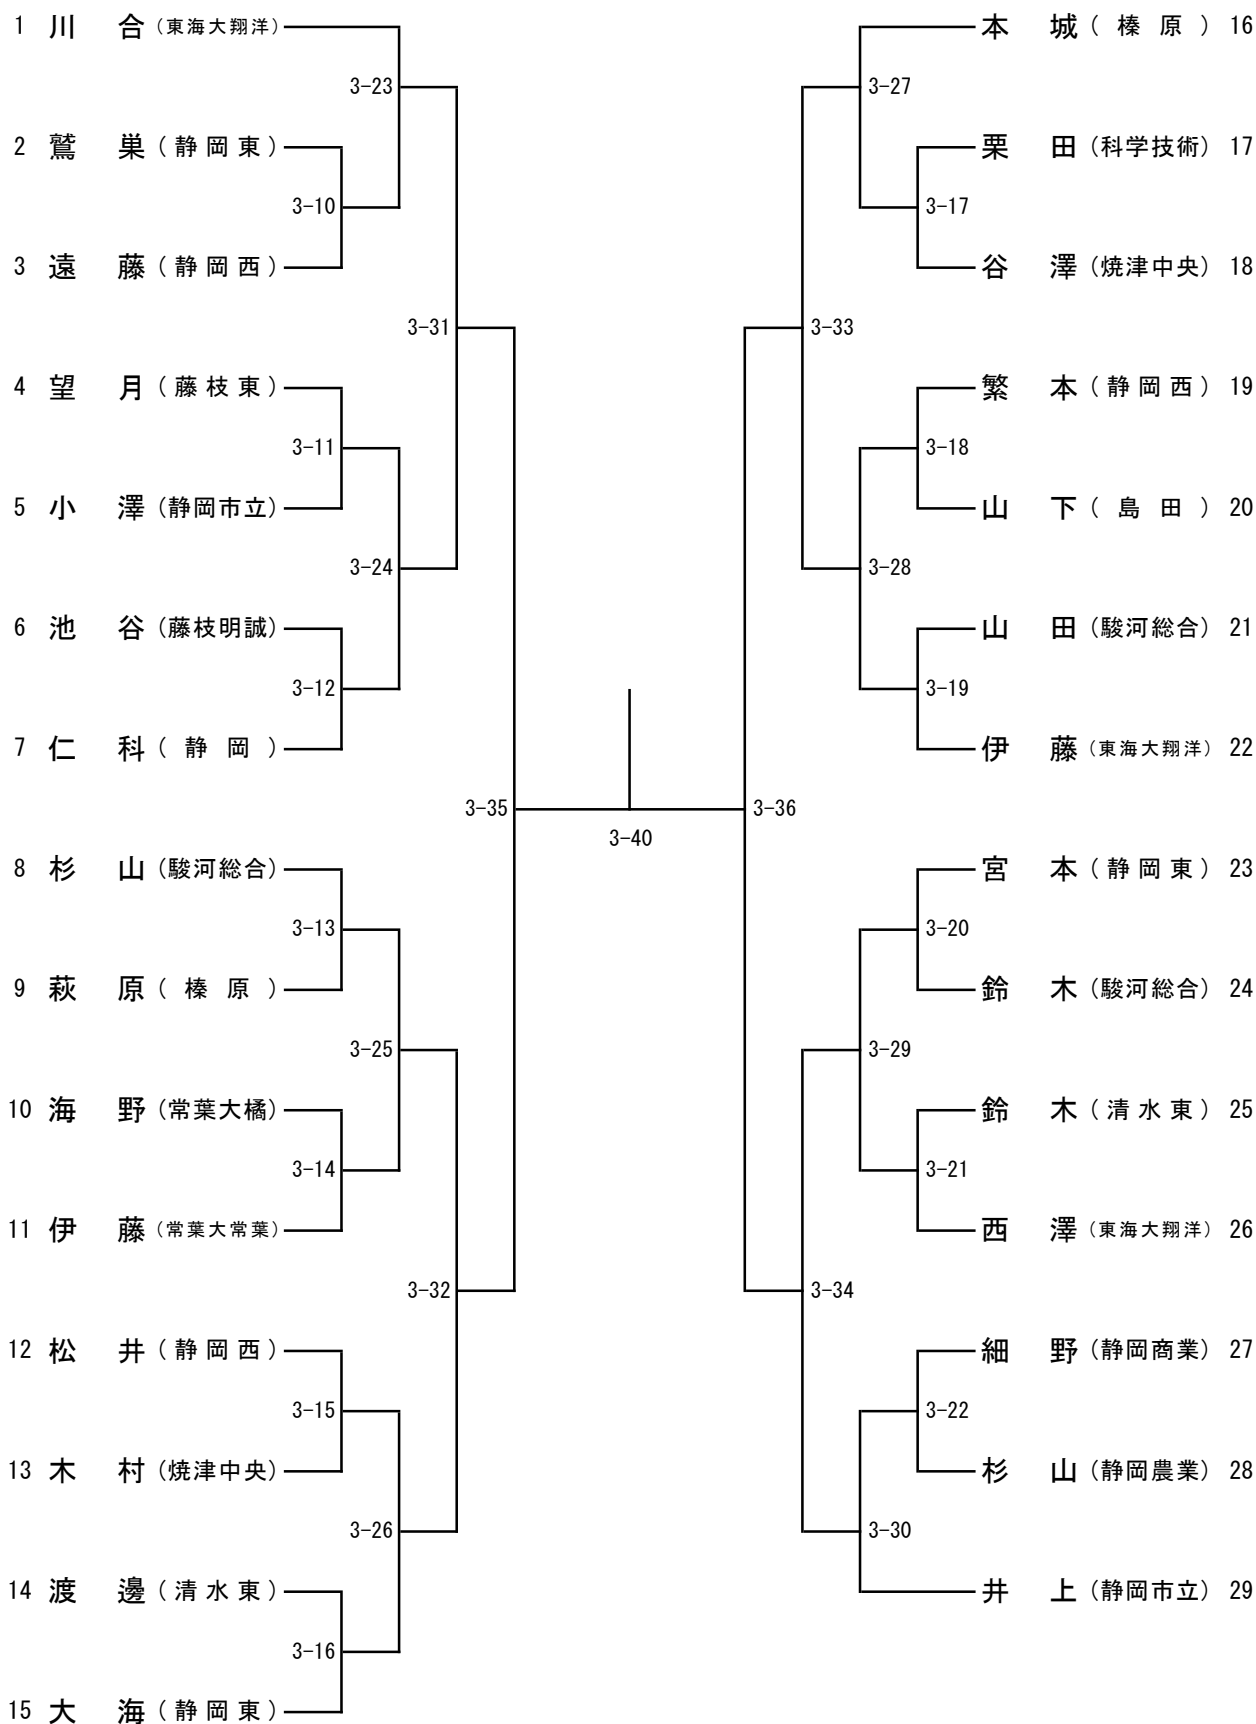 1 川 合 (東海大翔洋)
3-23
2 鷲 巣 (静岡東)
3-10
3 遠 藤 (静岡西)
3-31
4 望 月 (藤枝東)
3-11
5 小 澤 (静岡市立)
3-24
6 池 谷 (藤枝明誠)
3-12
7 仁 科 (静岡)
3-35
8 杉 山 (駿河総合)
3-13
9 萩 原 (榛原)
3-25
10 海 野 (常葉大橘)
3-14
11 伊 藤 (常葉大常葉)
3-32
12 松 井 (静岡西)
3-15
13 木 村 (焼津中央)
3-26
14 渡 邊 (清水東)
3-16
15 大 海 (静岡東)
3-40
本 城 (榛原) 16
3-27
栗 田 (科学技術) 17
3-17
谷 澤 (焼津中央) 18
3-33
繁 本 (静岡西) 19
3-18
山 下 (島田) 20
3-28
山 田 (駿河総合) 21
3-19
伊 藤 (東海大翔洋) 22
3-36
宮 本 (静岡東) 23
3-20
鈴 木 (駿河総合) 24
3-29
鈴 木 (清水東) 25
3-21
西 澤 (東海大翔洋) 26
3-34
細 野 (静岡商業) 27
3-22
杉 山 (静岡農業) 28
3-30
井 上 (静岡市立) 29